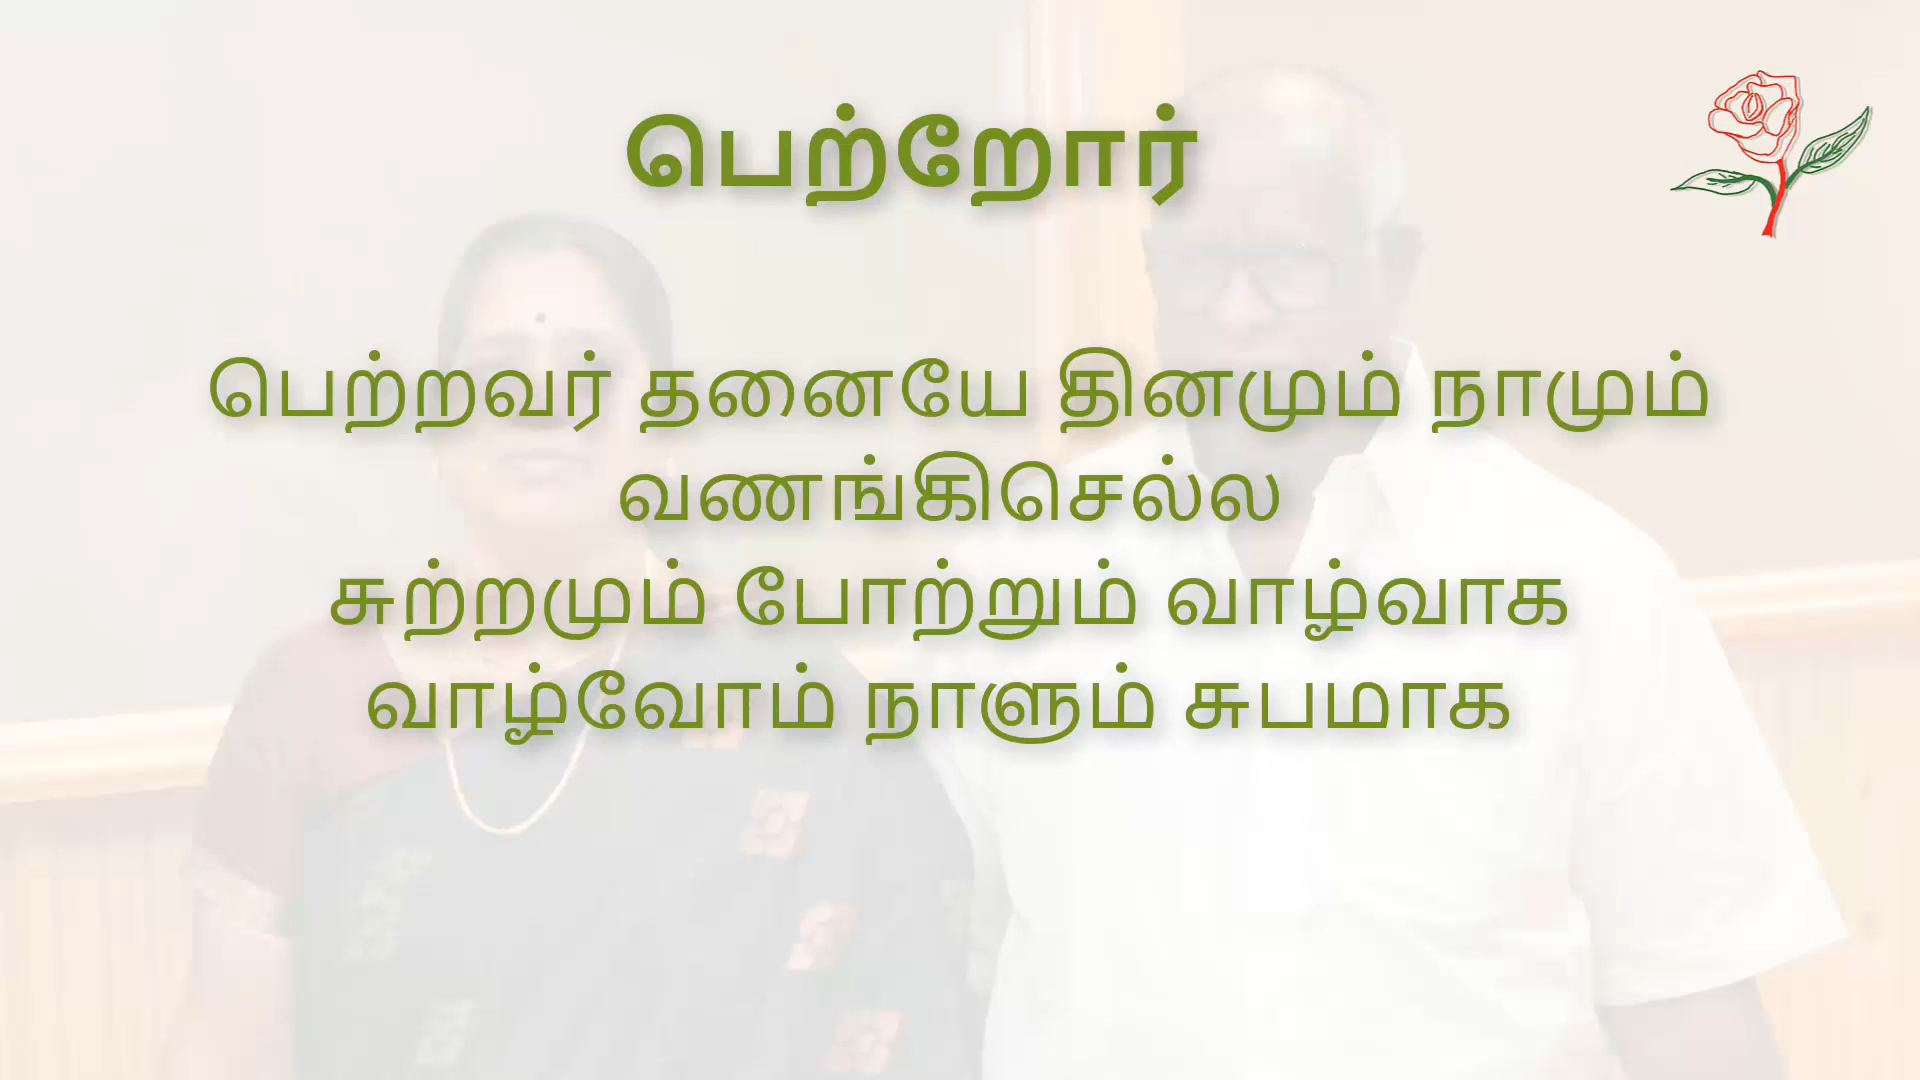 பெற்றோர்
பெற்றவர் தனையே தினமும் நாமும்
வணங்கிசெல்ல
சுற்றமும் போற்றும் வாழ்வாக
வாழ்வோம் நாளும் சுபமாக